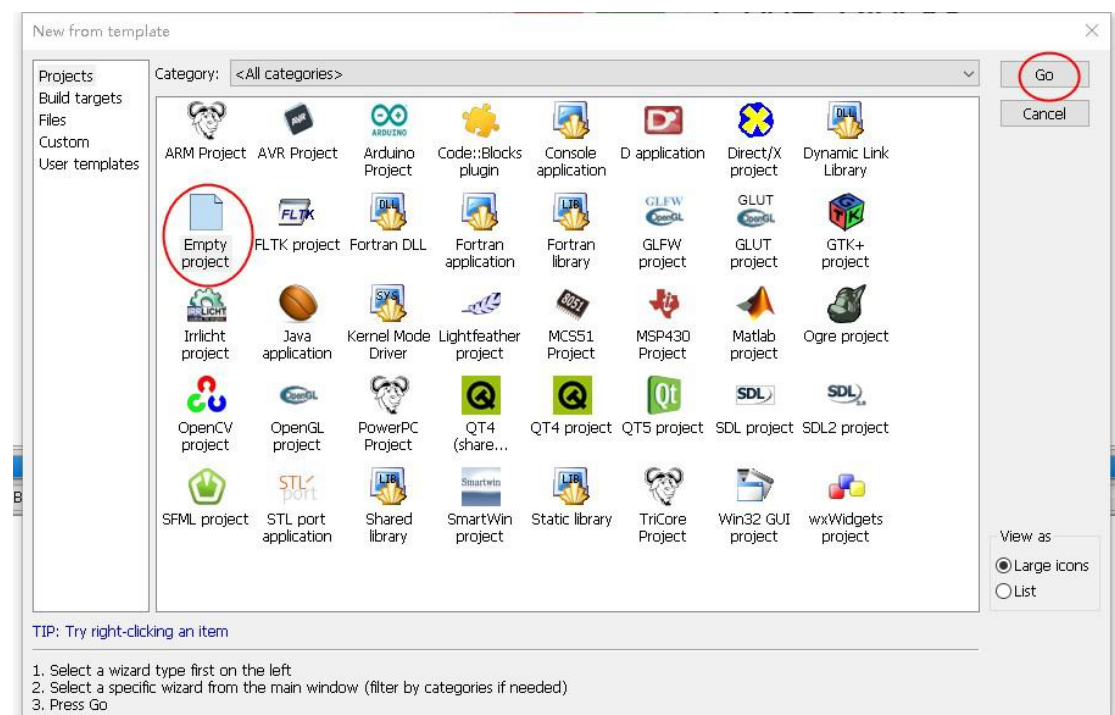 New from template
Projects
Build targets
Files
Custom
User templates
Category: <All categories>
Go
Cancel
ARM Project AVR Project Arduino Project Code::Blocks plugin Console application D application Direct/X project Dynamic Link Library
Empty project FLTK project Fortran DLL Fortran application Fortran library GLFW project GLUT project GTK+ project
Irrlicht project Java application Kernel Mode Driver Lightfeather project MCS51 Project MSP430 Project Matlab project Ogre project
OpenCV project OpenGL project PowerPC Project QT4 (share... QT4 project QT5 project SDL project SDL2 project
SFML project STL port application Shared library SmartWin project Static library TriCore Project Win32 GUI project wxWidgets project
View as
Large icons
List
TIP: Try right-clicking an item
1. Select a wizard type first on the left
2. Select a specific wizard from the main window (filter by categories if needed)
3. Press Go